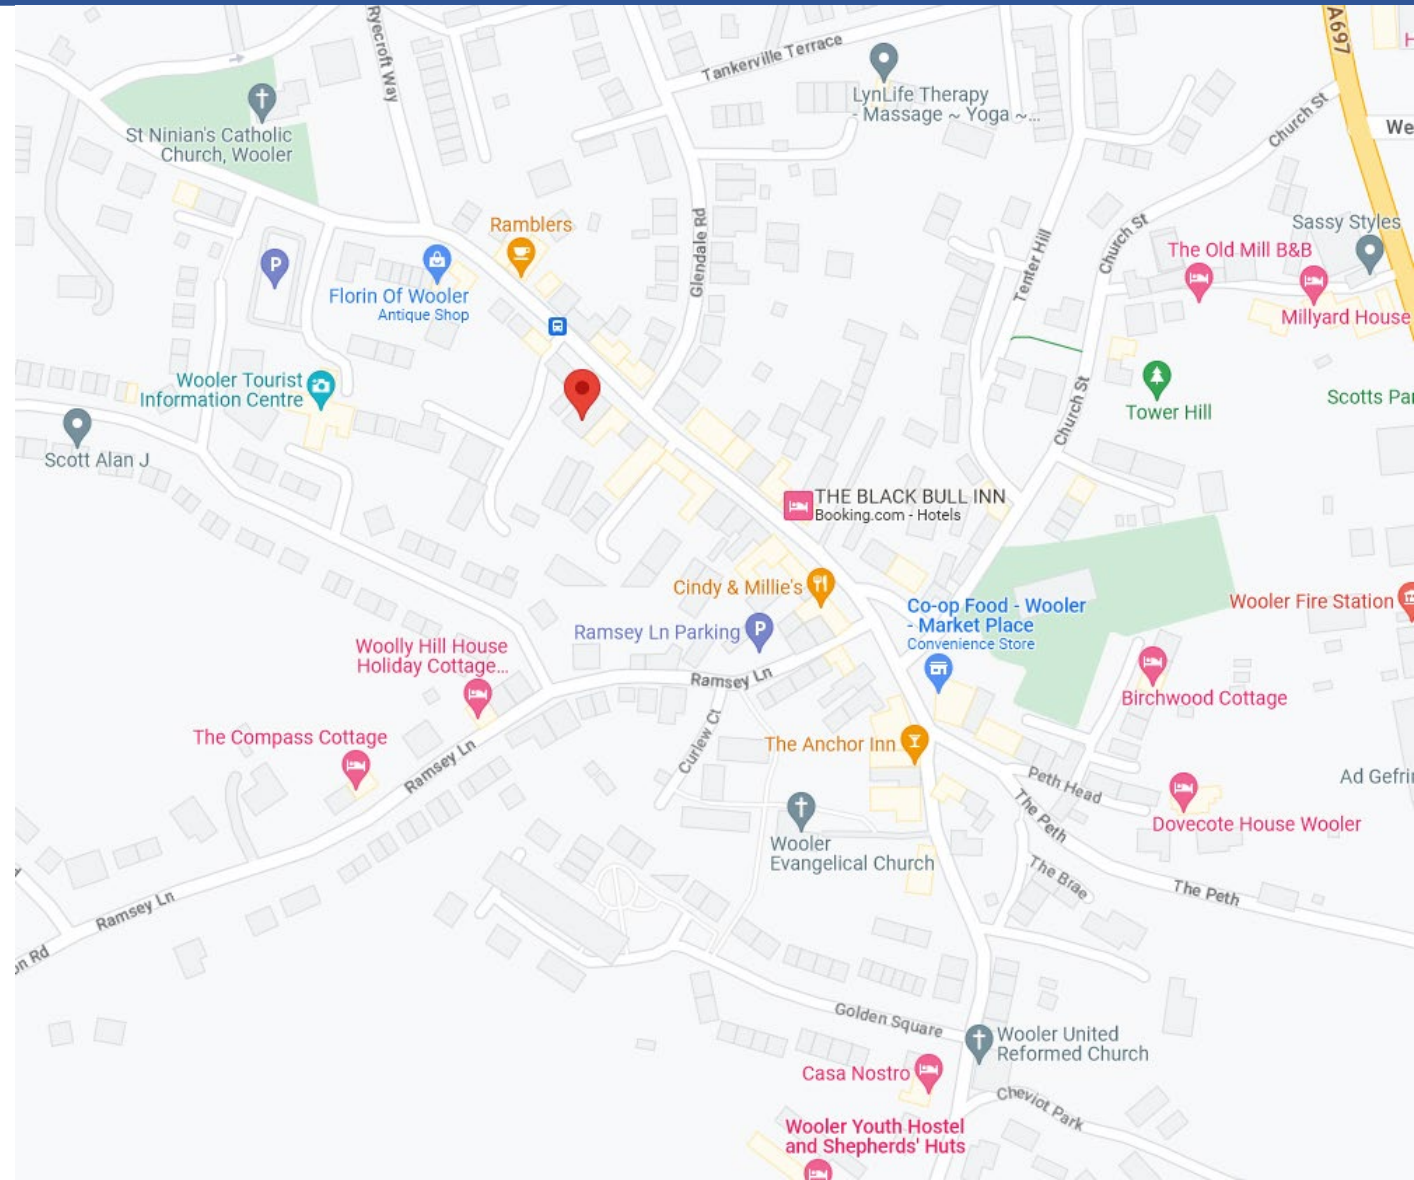 Ryecroft Way
Tankerville Terrace
A697
H
LynLife Therapy
- Massage ~ Yoga ~...
St Ninian's Catholic
Church, Wooler
Church St
We
Ramblers
Glendale Rd
Tenter Hill
Church St
Sassy Styles
The Old Mill B&B
Millyard House
P
Florin Of Wooler
Antique Shop
Wooler Tourist
Information Centre
Church St
Tower Hill
Scotts Par
Scott Alan J
THE BLACK BULL INN
Booking.com - Hotels
Cindy & Millie's
Co-op Food - Wooler
- Market Place
Convenience Store
Wooler Fire Station
Ramsey Ln Parking
P
Woolly Hill House
Holiday Cottage...
Ramsey Ln
Birchwood Cottage
The Compass Cottage
Curlew Ct
The Anchor Inn
Ramsey Ln
Peth Head
Ad Gefrin
The Peth
Dovecote House Wooler
Wooler
Evangelical Church
The Brae
The Peth
Ramsey Ln
on Rd
Golden Square
Wooler United
Reformed Church
Casa Nostro
Cheviot Park
Wooler Youth Hostel
and Shepherds' Huts